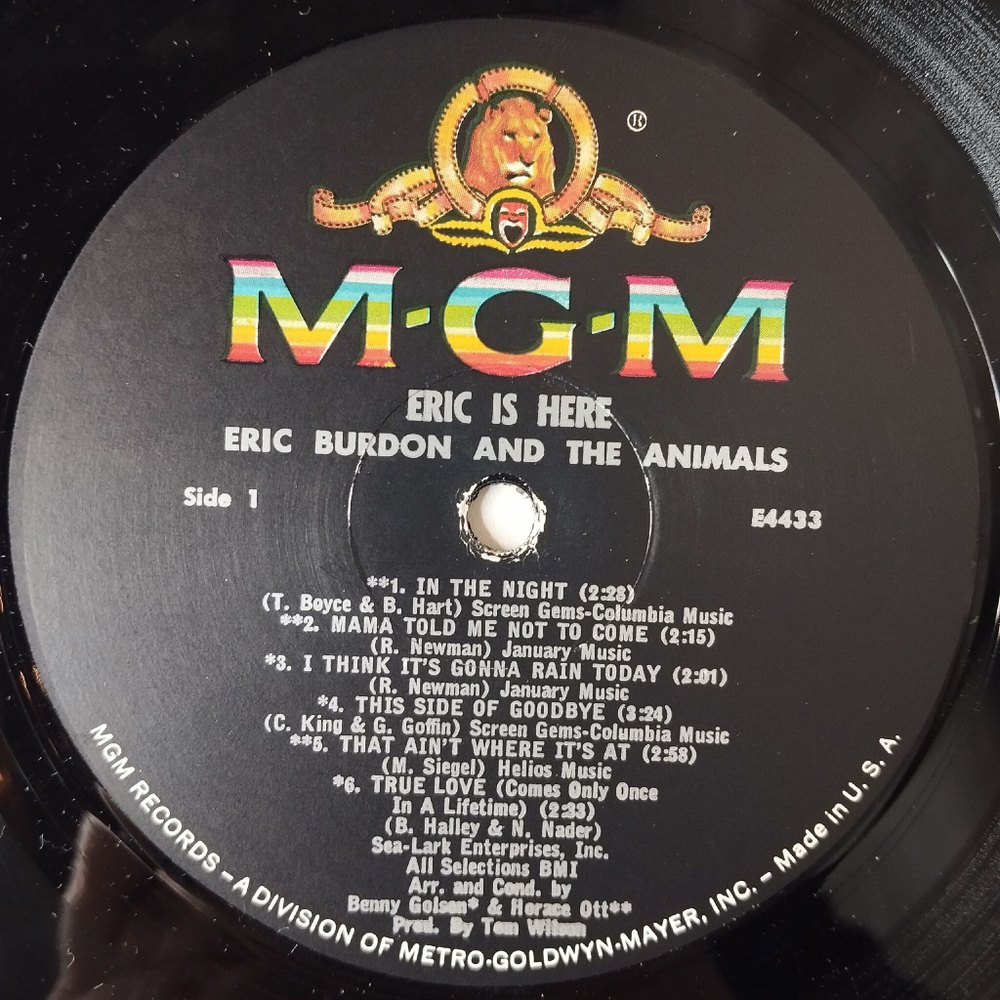 ®
M·G·M
ERIC IS HERE
ERIC BURDON AND THE ANIMALS
Side 1
E4433
**1. IN THE NIGHT (2:28)
(T. Boyce & B. Hart) Screen Gems-Columbia Music
**2. MAMA TOLD ME NOT TO COME (2:15)
(R. Newman) January Music
*3. I THINK IT'S GONNA RAIN TODAY (2:01)
(R. Newman) January Music
*4. THIS SIDE OF GOODBYE (3:24)
(C. King & G. Goffin) Screen Gems-Columbia Music
**5. THAT AIN'T WHERE IT'S AT (2:58)
(M. Siegel) Helios Music
*6. TRUE LOVE (Comes Only Once
In A Lifetime) (2:33)
(B. Halley & N. Nader)
Sea-Lark Enterprises, Inc.
All Selections BMI
Arr. and Cond. by
Benny Golson* & Horace Ott**
Prod. By Tom Wilson
MGM RECORDS – A DIVISION OF METRO-GOLDWYN-MAYER, INC. – Made in U. S. A.